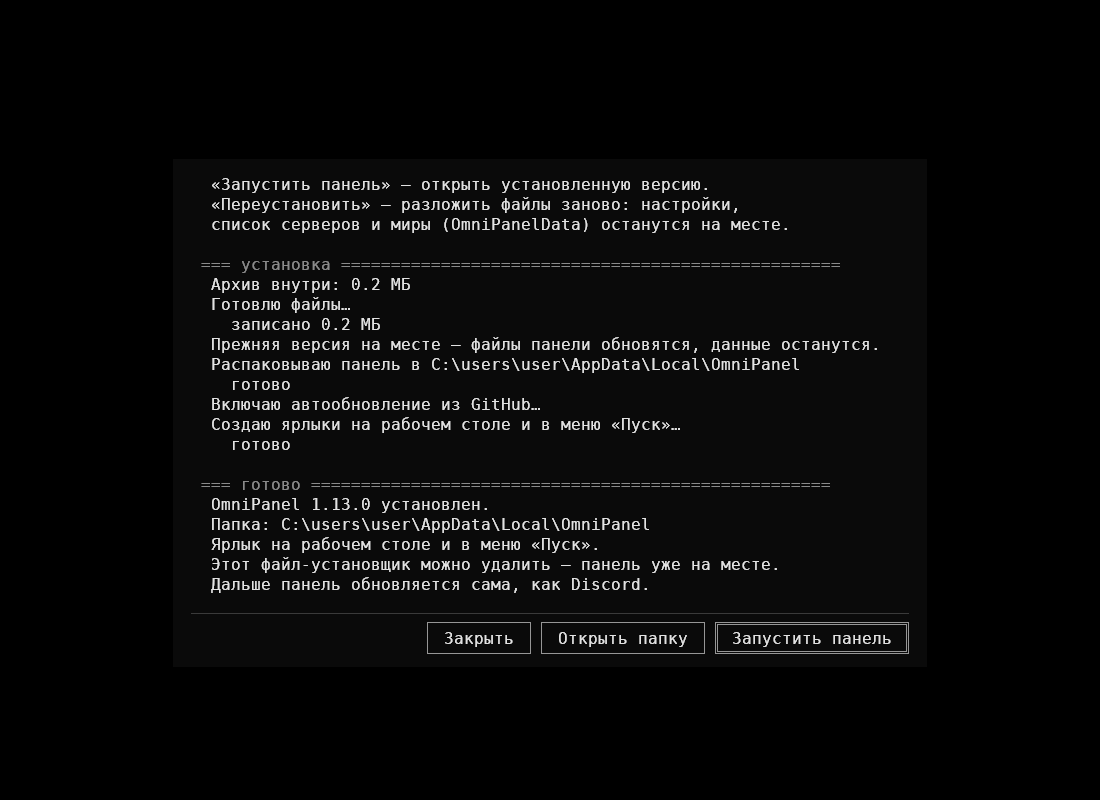 «Запустить панель» — открыть установленную версию.
«Переустановить» — разложить файлы заново: настройки,
список серверов и миры (OmniPanelData) останутся на месте.
=== установка ==================================================
Архив внутри: 0.2 МБ
Готовлю файлы…
записано 0.2 МБ
Прежняя версия на месте — файлы панели обновятся, данные останутся.
Распаковываю панель в C:\users\user\AppData\Local\OmniPanel
готово
Включаю автообновление из GitHub…
Создаю ярлыки на рабочем столе и в меню «Пуск»…
готово
=== готово ====================================================
OmniPanel 1.13.0 установлен.
Папка: C:\users\user\AppData\Local\OmniPanel
Ярлык на рабочем столе и в меню «Пуск».
Этот файл-установщик можно удалить — панель уже на месте.
Дальше панель обновляется сама, как Discord.
Закрыть Открыть папку Запустить панель